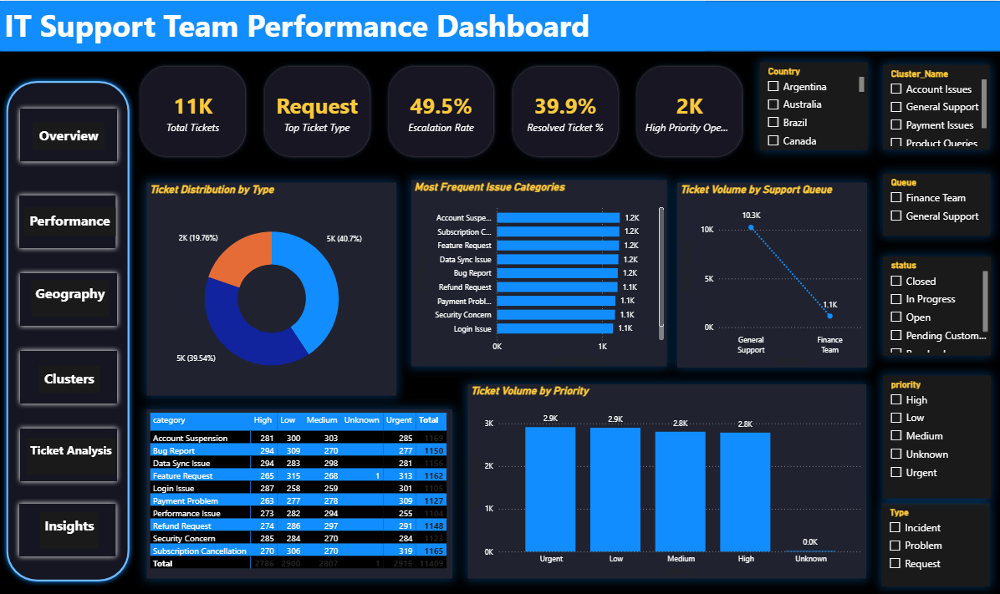 IT Support Team Performance Dashboard
Overview
Performance
Geography
Clusters
Ticket Analysis
Insights
11K
Total Tickets
Request
Top Ticket Type
49.5%
Escalation Rate
39.9%
Resolved Ticket %
2K
High Priority Ope...
Country
Argentina
Australia
Brazil
Canada
Cluster_Name
Account Issues
General Support
Payment Issues
Product Queries
Ticket Distribution by Type
2K (19.76%)
5K (40.7%)
5K (39.54%)
Most Frequent Issue Categories
Account Suspe... 1.2K
Subscription C... 1.2K
Feature Request 1.2K
Data Sync Issue 1.2K
Bug Report 1.2K
Refund Request 1.1K
Payment Probl... 1.1K
Security Concern 1.1K
Login Issue 1.1K
0K 1K
Ticket Volume by Support Queue
10.3K
10K
5K
1.1K
0K
General Support
Finance Team
Queue
Finance Team
General Support
status
Closed
In Progress
Open
Pending Custom...
category High Low Medium Unknown Urgent Total
Account Suspension 281 300 303 285 1169
Bug Report 294 309 270 277 1150
Data Sync Issue 294 283 298 281 1156
Feature Request 265 315 268 1 313 1162
Login Issue 287 258 259 301 1105
Payment Problem 263 277 278 309 1127
Performance Issue 273 282 294 255 1104
Refund Request 274 286 297 291 1148
Security Concern 285 284 270 284 1123
Subscription Cancellation 270 306 270 319 1165
Total 2786 2900 2807 1 2915 11409
Ticket Volume by Priority
3K
2K
1K
0K
2.9K 2.9K 2.8K 2.8K 0.0K
Urgent Low Medium High Unknown
priority
High
Low
Medium
Unknown
Urgent
Type
Incident
Problem
Request